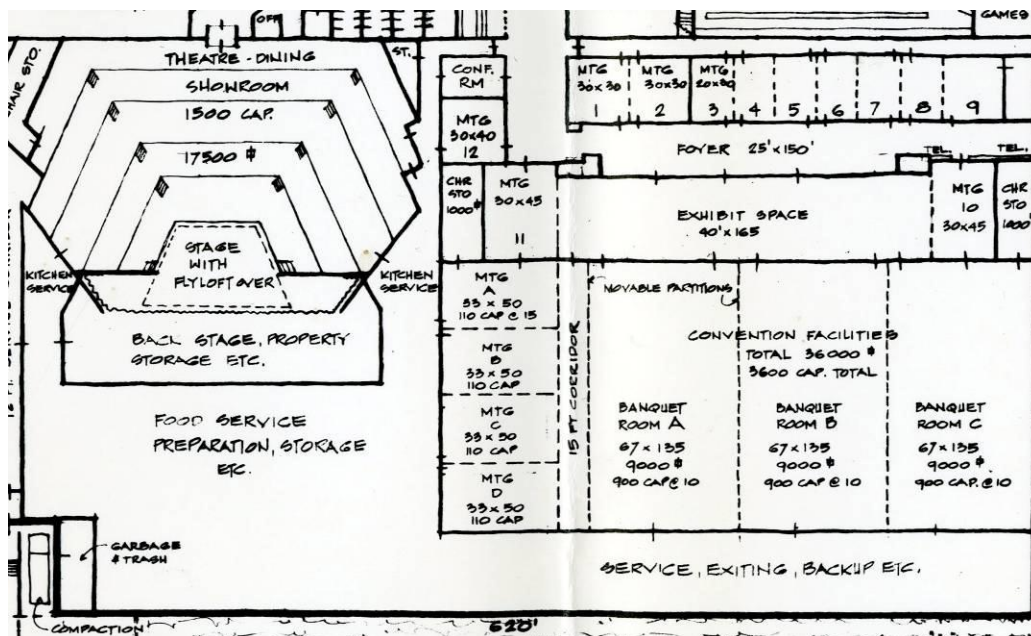 OFF.
GAMES
THEATRE - DINING
ST.
SHOWROOM
1500 CAP.
17500 ⏀
CHAIR STO.
CONF.
RM
MTG
30x40
12
MTG
30x30
1
MTG
30x30
2
MTG
20x30
3
4
5
6
7
8
9
FOYER 25'x150'
TEL.
TEL.
CHR
STO
1000 ⏀
MTG
30x45
11
EXHIBIT SPACE
40'x165
MTG
10
30x45
CHR
STO
1000
STAGE
WITH
FLYLOFT OVER
KITCHEN
SERVICE
KITCHEN
SERVICE
BACK STAGE, PROPERTY
STORAGE ETC.
FOOD SERVICE
PREPARATION, STORAGE
ETC.
MTG
A
33 x 50
110 CAP @ 15
MTG
B
33 x 50
110 CAP
MTG
C
33 x 50
110 CAP
MTG
D
33 x 50
110 CAP
15 FT CORRIDOR
MOVABLE PARTITIONS
CONVENTION FACILITIES
TOTAL 36000 ⏀
3600 CAP. TOTAL
BANQUET
ROOM A
67 x 135
9000 ⏀
900 CAP @ 10
BANQUET
ROOM B
67 x 135
9000 ⏀
900 CAP @ 10
BANQUET
ROOM C
67 x 135
9000 ⏀
900 CAP. @ 10
GARBAGE
& TRASH
COMPACTION
SERVICE, EXITING, BACKUP ETC.
620'